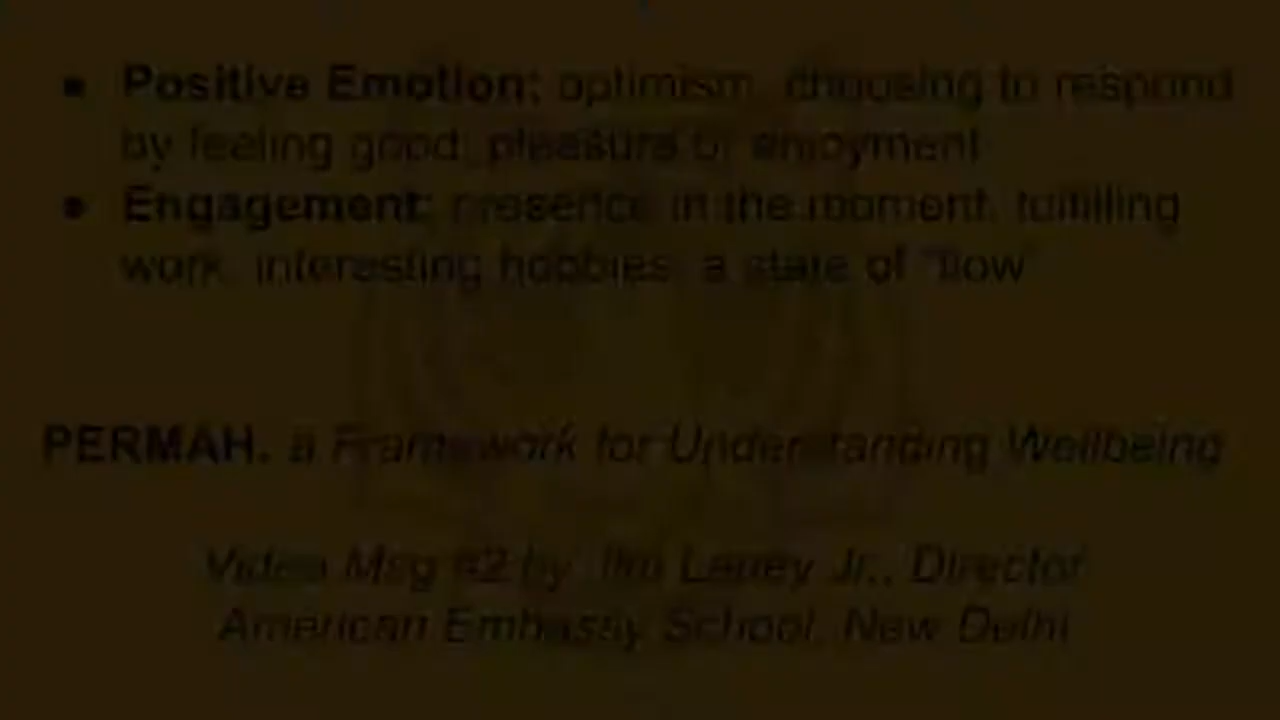 ● Positive Emotion: optimism, choosing to respond
by feeling good, pleasure or enjoyment
● Engagement: presence in the moment, fulfilling
work, interesting hobbies, a state of "flow"
PERMAH, a Framework for Understanding Wellbeing
Video Msg #2 by Jim Laney Jr., Director
American Embassy School, New Delhi